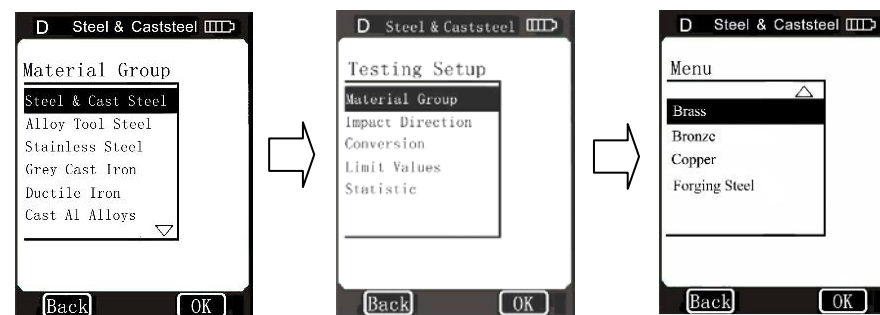 D Steel & Caststeel
Material Group
Steel & Cast Steel
Alloy Tool Steel
Stainless Steel
Grey Cast Iron
Ductile Iron
Cast Al Alloys
Back OK
D Steel & Caststeel
Testing Setup
Material Group
Impact Direction
Conversion
Limit Values
Statistic
Back OK
D Steel & Caststeel
Menu
Brass
Bronze
Copper
Forging Steel
Back OK